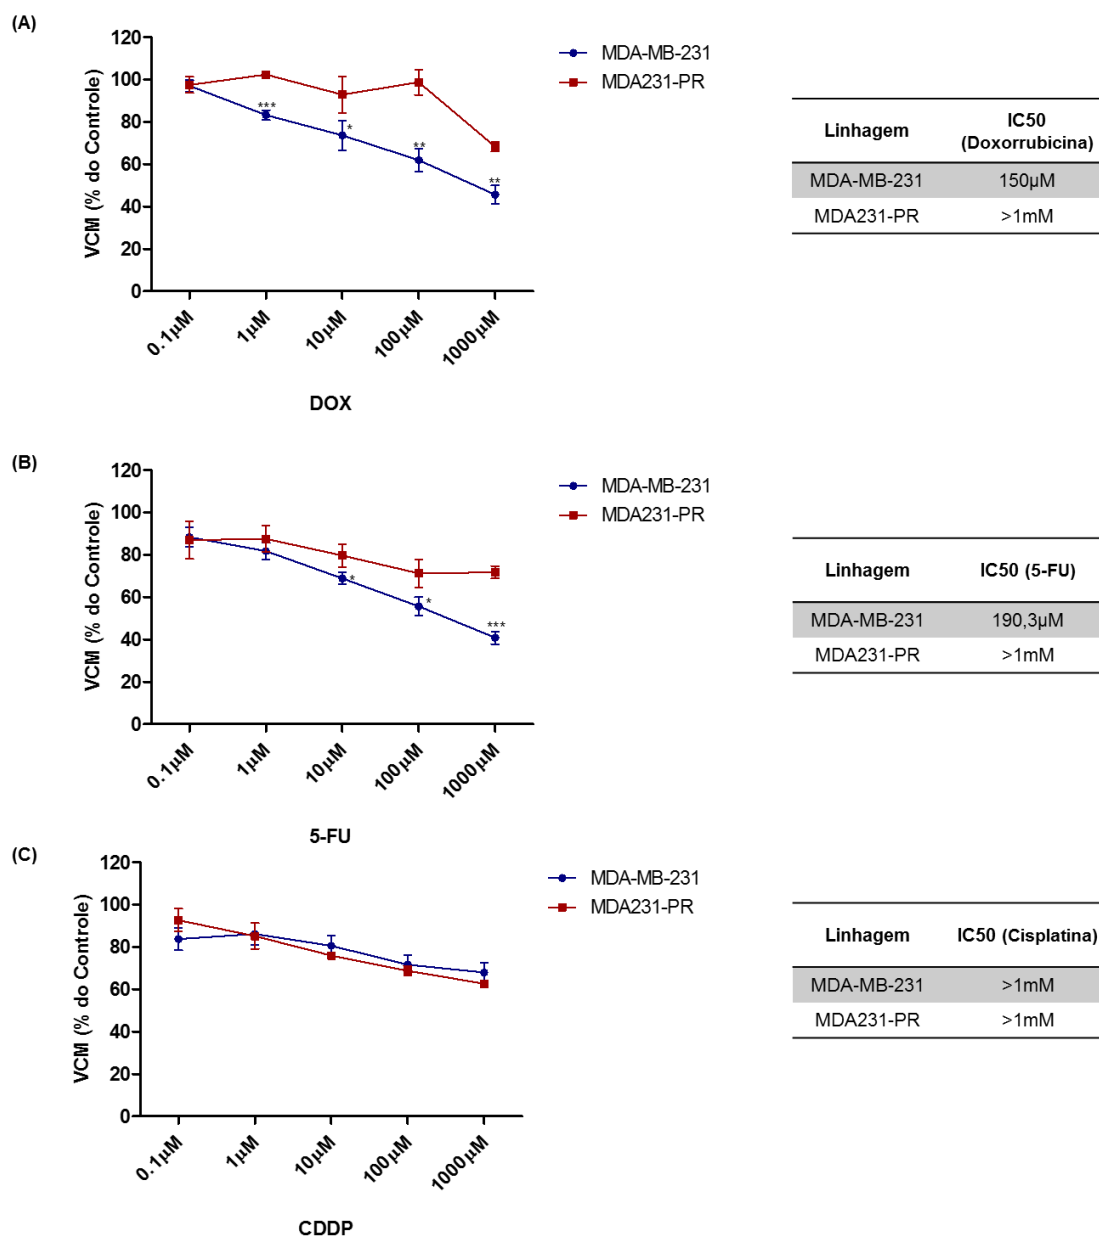 (A)
120
100
80
60
40
20
0
VCM (% do Controle)
***
*
**
**
0.1µM
1µM
10µM
100µM
1000µM
DOX
MDA-MB-231
MDA231-PR
Linhagem IC50 (Doxorrubicina)
MDA-MB-231 150µM
MDA231-PR >1mM
(B)
120
100
80
60
40
20
0
VCM (% do Controle)
*
*
***
0.1µM
1µM
10µM
100µM
1000µM
5-FU
MDA-MB-231
MDA231-PR
Linhagem IC50 (5-FU)
MDA-MB-231 190,3µM
MDA231-PR >1mM
(C)
120
100
80
60
40
20
0
VCM (% do Controle)
0.1µM
1µM
10µM
100µM
1000µM
CDDP
MDA-MB-231
MDA231-PR
Linhagem IC50 (Cisplatina)
MDA-MB-231 >1mM
MDA231-PR >1mM